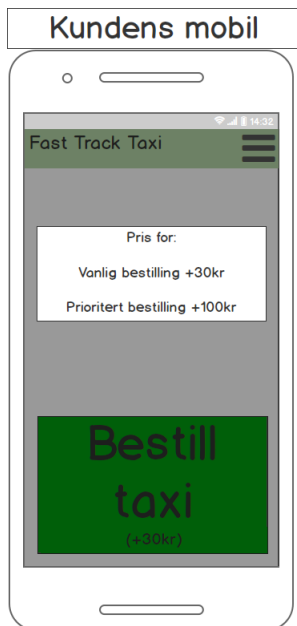 Kundens mobil
14:32
Fast Track Taxi
Pris for:
Vanlig bestilling +30kr
Prioritert bestilling +100kr
Bestill
taxi
(+30kr)